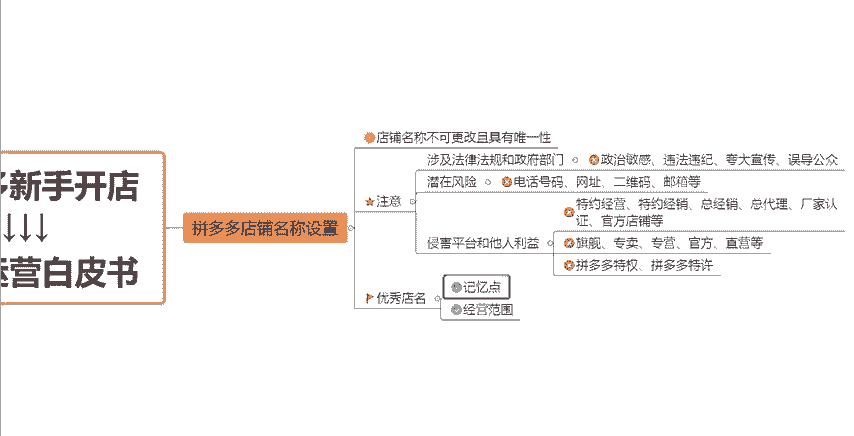 新手开店
↓↓↓
运营白皮书
拼多多店铺名称设置
店铺名称不可更改且具有唯一性
注意
涉及法律法规和政府部门
政治敏感、违法违纪、夸大宣传、误导公众
潜在风险
电话号码、网址、二维码、邮箱等
侵害平台和他人利益
特约经营、特约经销、总经销、总代理、厂家认
证、官方店铺等
旗舰、专卖、专营、官方、直营等
拼多多特权、拼多多特许
优秀店名
记忆点
经营范围